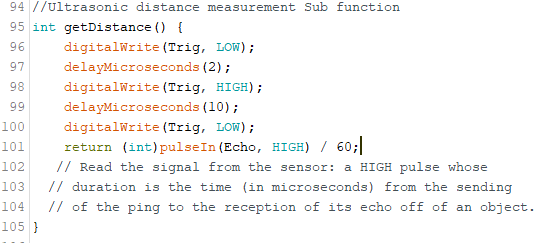 94 //Ultrasonic distance measurement Sub function
95 int getDistance() {
96 digitalWrite(Trig, LOW);
97 delayMicroseconds(2);
98 digitalWrite(Trig, HIGH);
99 delayMicroseconds(10);
100 digitalWrite(Trig, LOW);
101 return (int)pulseIn(Echo, HIGH) / 60;
102 // Read the signal from the sensor: a HIGH pulse whose
103 // duration is the time (in microseconds) from the sending
104 // of the ping to the reception of its echo off of an object.
105 }